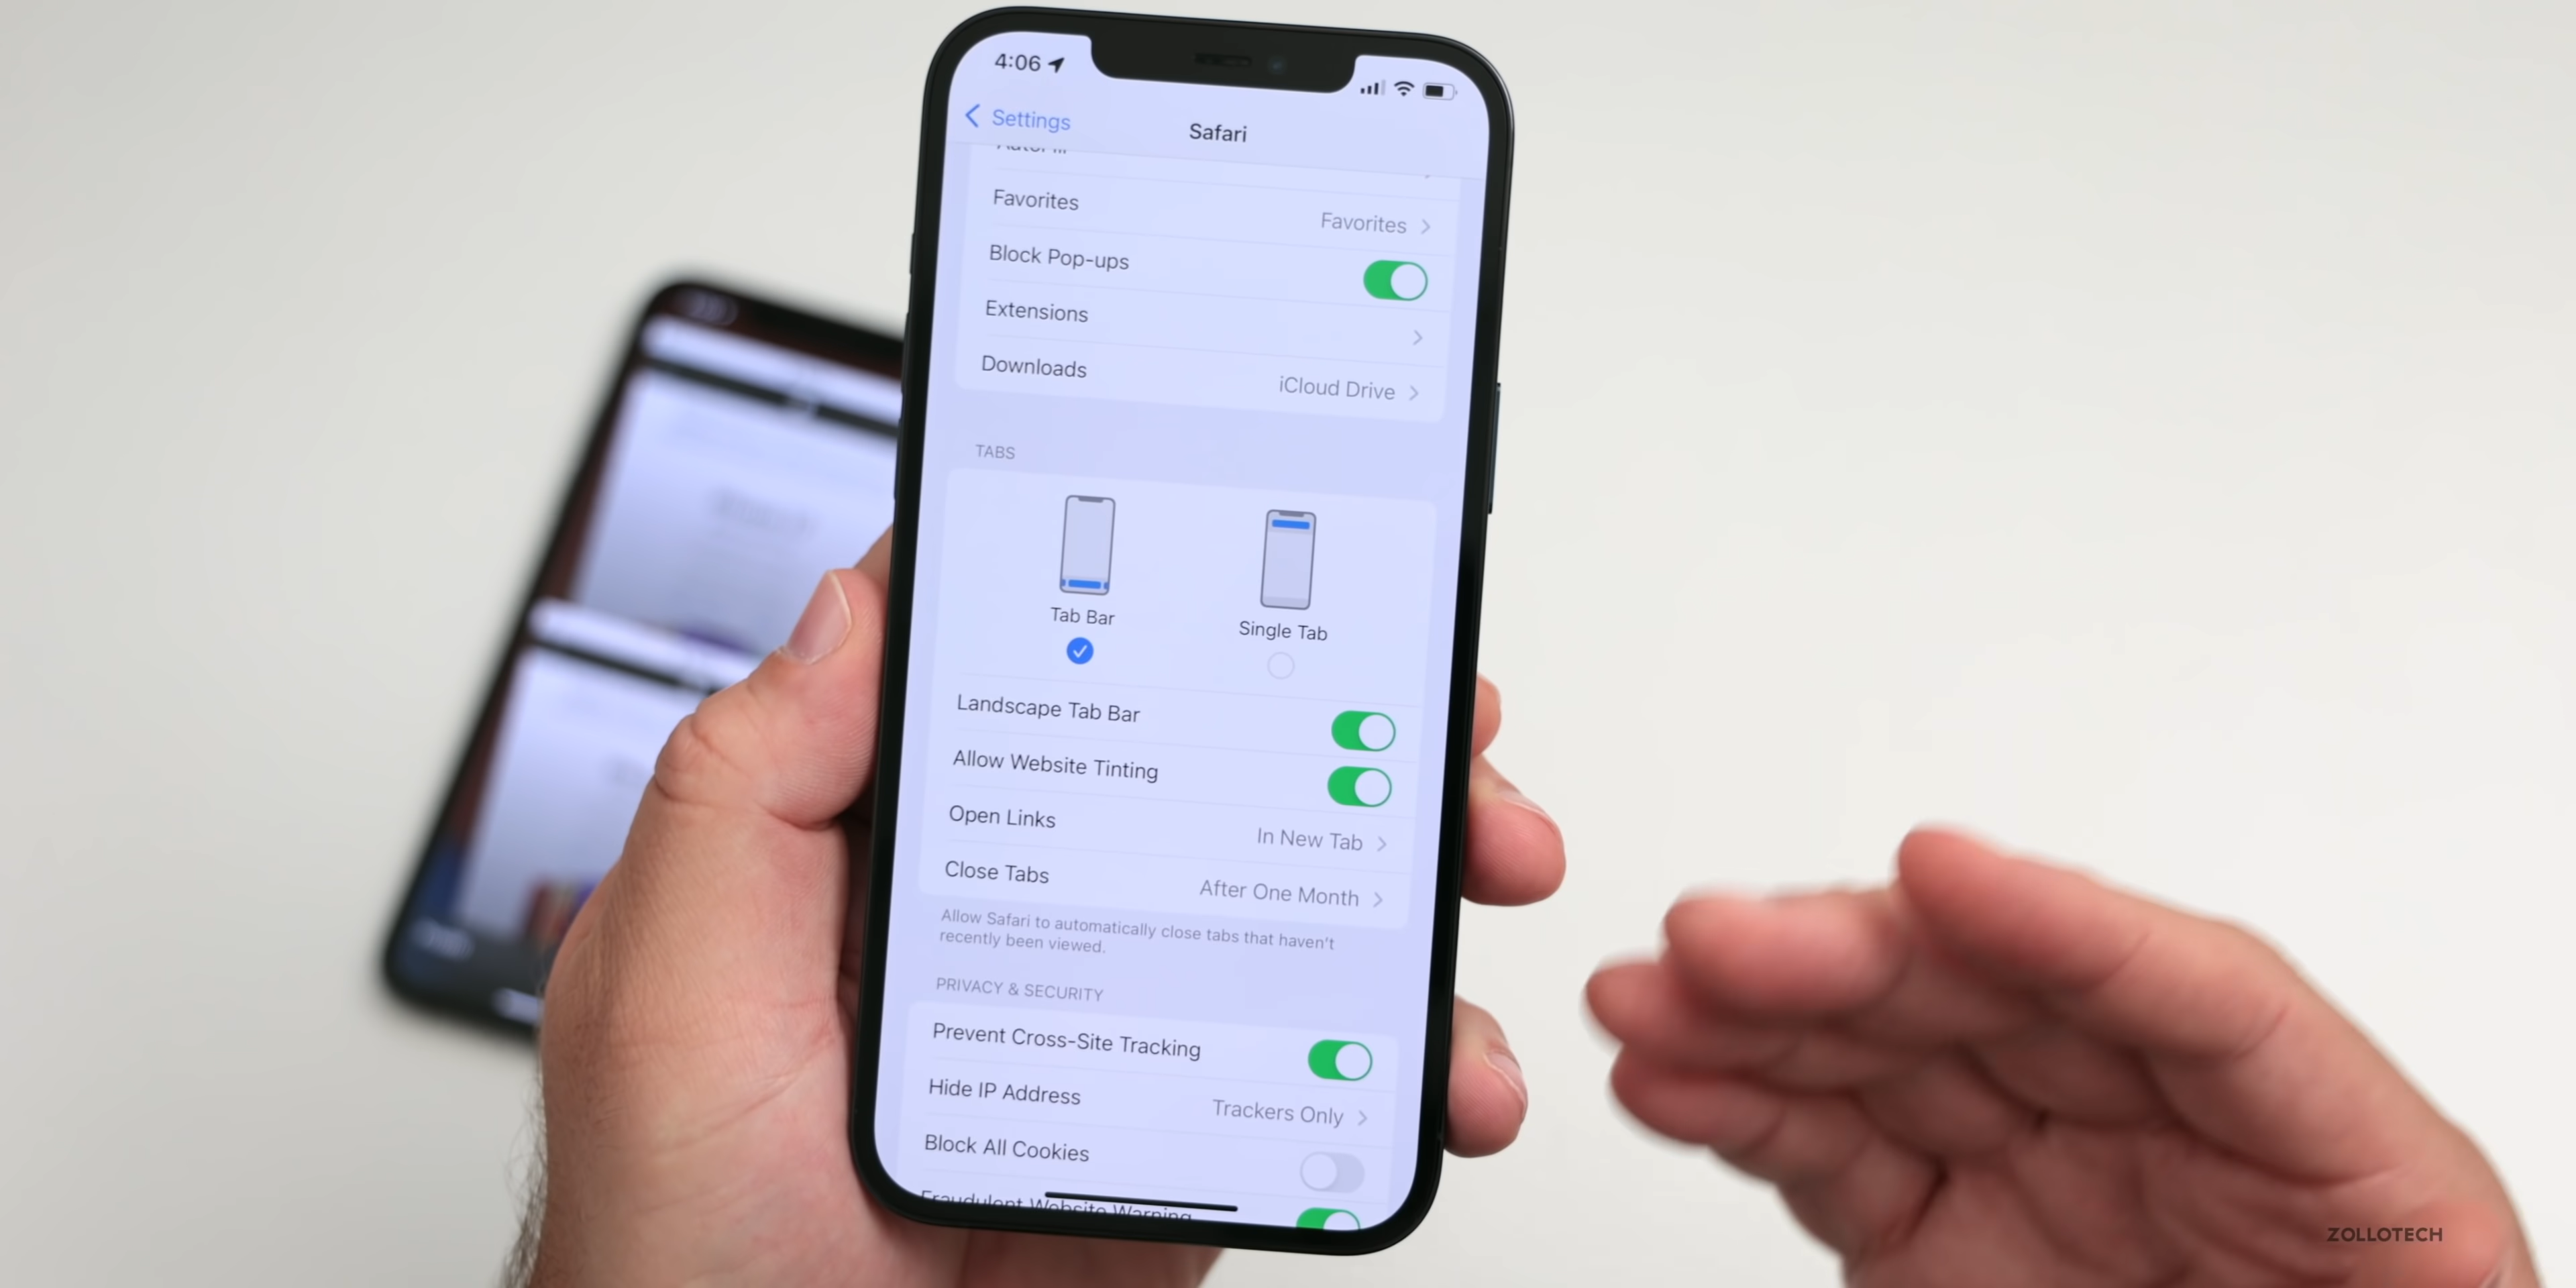 4:06
Settings
Safari
Favorites Favorites
Block Pop-ups
Extensions
Downloads iCloud Drive
TABS
Tab Bar Single Tab
Landscape Tab Bar
Allow Website Tinting
Open Links In New Tab
Close Tabs After One Month
Allow Safari to automatically close tabs that haven't
recently been viewed.
PRIVACY & SECURITY
Prevent Cross-Site Tracking
Hide IP Address Trackers Only
Block All Cookies
Fraudulent Website Warning
ZOLLOTECH